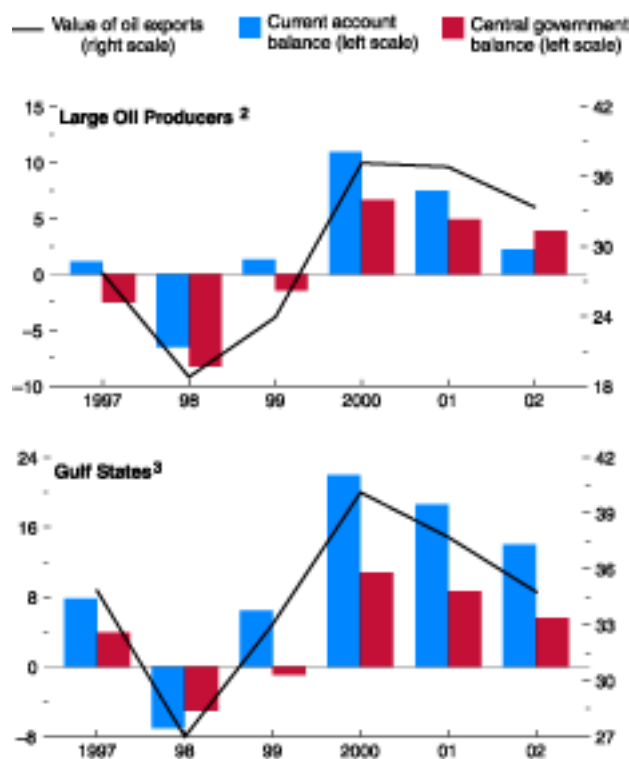 Value of oil exports
(right scale)
Current account
balance (left scale)
Central government
balance (left scale)
Large Oil Producers 2
15
10
5
0
−5
−10
42
36
30
24
18
1997 98 99 2000 01 02
Gulf States3
24
16
8
0
−8
42
39
36
33
30
27
1997 98 99 2000 01 02